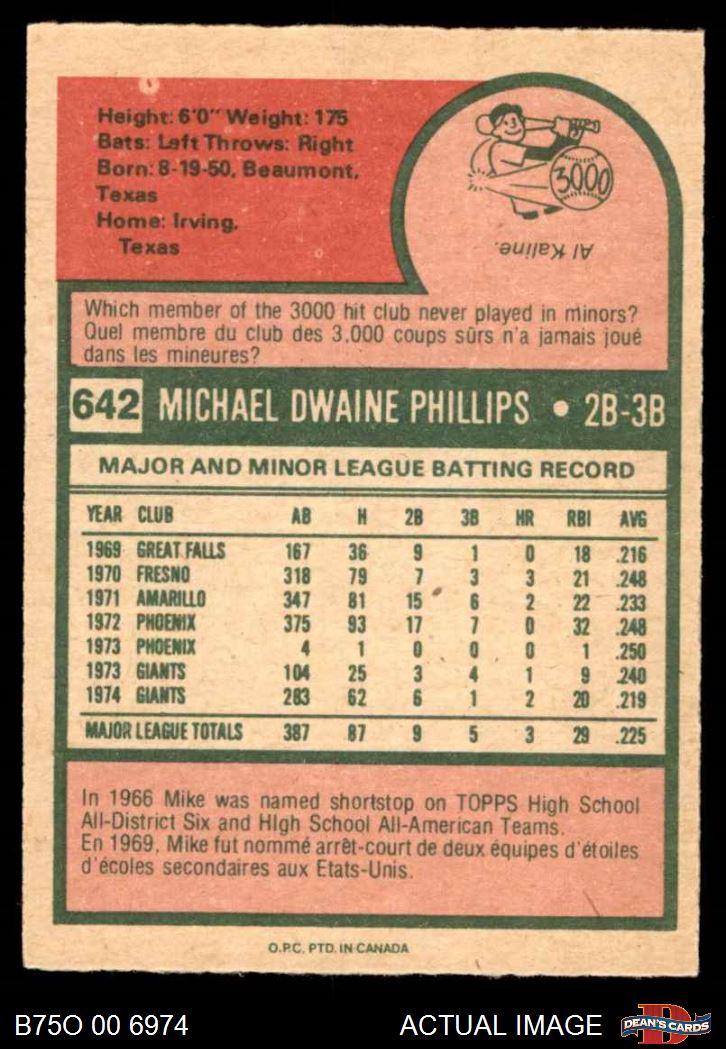 Height: 6'0" Weight: 175
Bats: Left Throws: Right
Born: 8-19-50, Beaumont,
Texas
Home: Irving,
Texas
3000
Al Kaline.
Which member of the 3000 hit club never played in minors?
Quel membre du club des 3,000 coups sûrs n'a jamais joué
dans les mineures?
642 MICHAEL DWAINE PHILLIPS • 2B-3B
MAJOR AND MINOR LEAGUE BATTING RECORD
YEAR CLUB AB H 2B 3B HR RBI AVG
1969 GREAT FALLS 167 36 9 1 0 18 .216
1970 FRESNO 318 79 7 3 3 21 .248
1971 AMARILLO 347 81 15 6 2 22 .233
1972 PHOENIX 375 93 17 7 0 32 .248
1973 PHOENIX 4 1 0 0 0 1 .250
1973 GIANTS 104 25 3 4 1 9 .240
1974 GIANTS 283 62 6 1 2 20 .219
MAJOR LEAGUE TOTALS 387 87 9 5 3 29 .225
In 1966 Mike was named shortstop on TOPPS High School
All-District Six and HIgh School All-American Teams.
En 1969, Mike fut nommé arrêt-court de deux équipes d'étoiles
d'écoles secondaires aux Etats-Unis.
O.P.C. PTD. IN CANADA
B75O 00 6974
ACTUAL IMAGE
DEAN'S CARDS